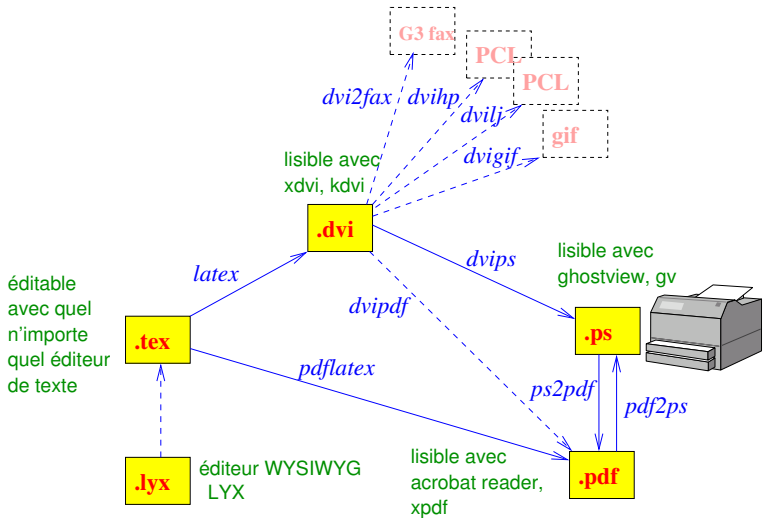 G3 fax
PCL
PCL
gif
dvi2fax
dvihp
dvilj
dvigif
lisible avec
xdvi, kdvi
.dvi
latex
dvips
dvipdf
lisible avec
ghostview, gv
éditable
avec quel
n'importe
quel éditeur
de texte
.tex
.ps
pdflatex
ps2pdf
pdf2ps
.lyx
éditeur WYSIWYG
LYX
lisible avec
acrobat reader,
xpdf
.pdf